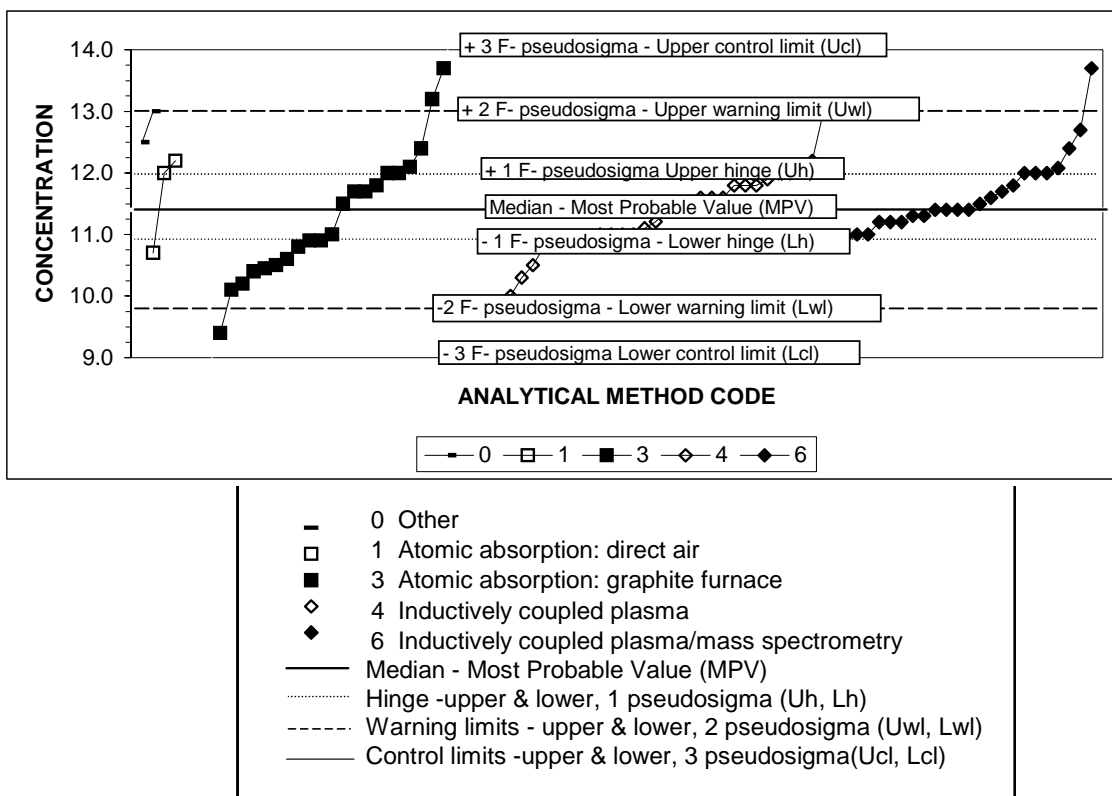 14.0
13.0
12.0
11.0
10.0
9.0
CONCENTRATION
+ 3 F- pseudosigma - Upper control limit (Ucl)
+ 2 F- pseudosigma - Upper warning limit (Uwl)
+ 1 F- pseudosigma Upper hinge (Uh)
Median - Most Probable Value (MPV)
- 1 F- pseudosigma - Lower hinge (Lh)
-2 F- pseudosigma - Lower warning limit (Lwl)
- 3 F- pseudosigma Lower control limit (Lcl)
ANALYTICAL METHOD CODE
0 1 3 4 6
0 Other
1 Atomic absorption: direct air
3 Atomic absorption: graphite furnace
4 Inductively coupled plasma
6 Inductively coupled plasma/mass spectrometry
Median - Most Probable Value (MPV)
Hinge -upper & lower, 1 pseudosigma (Uh, Lh)
Warning limits - upper & lower, 2 pseudosigma (Uwl, Lwl)
Control limits -upper & lower, 3 pseudosigma(Ucl, Lcl)